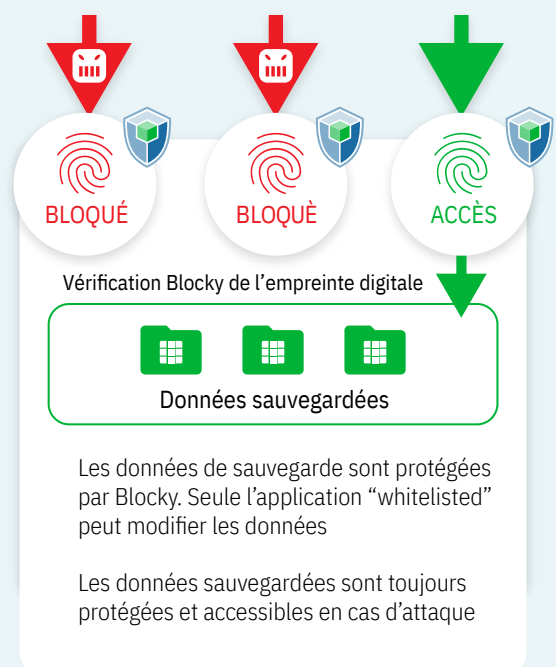 BLOQUÉ
BLOQUÈ
ACCÈS
Vérification Blocky de l’empreinte digitale
Données sauvegardées
Les données de sauvegarde sont protégées
par Blocky. Seule l’application “whitelisted”
peut modifier les données
Les données sauvegardées sont toujours
protégées et accessibles en cas d’attaque